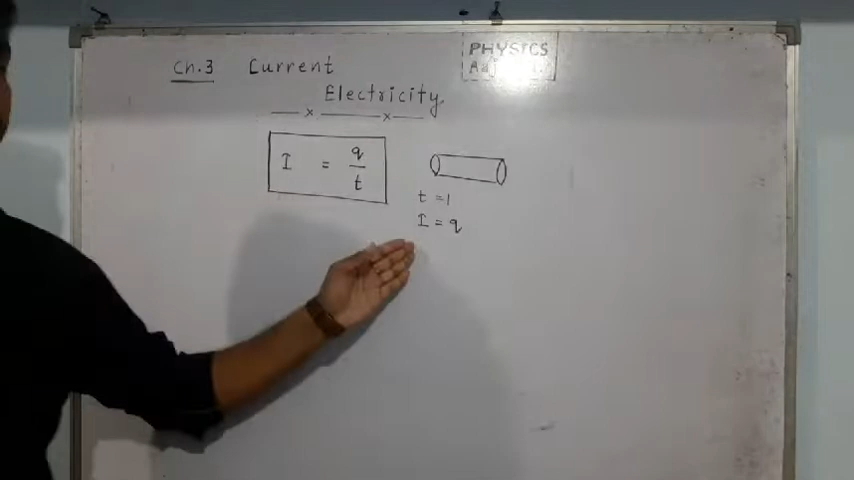 Ch.3 Current
Electricity
PHYSICS
I = q/t
t = 1
I = q